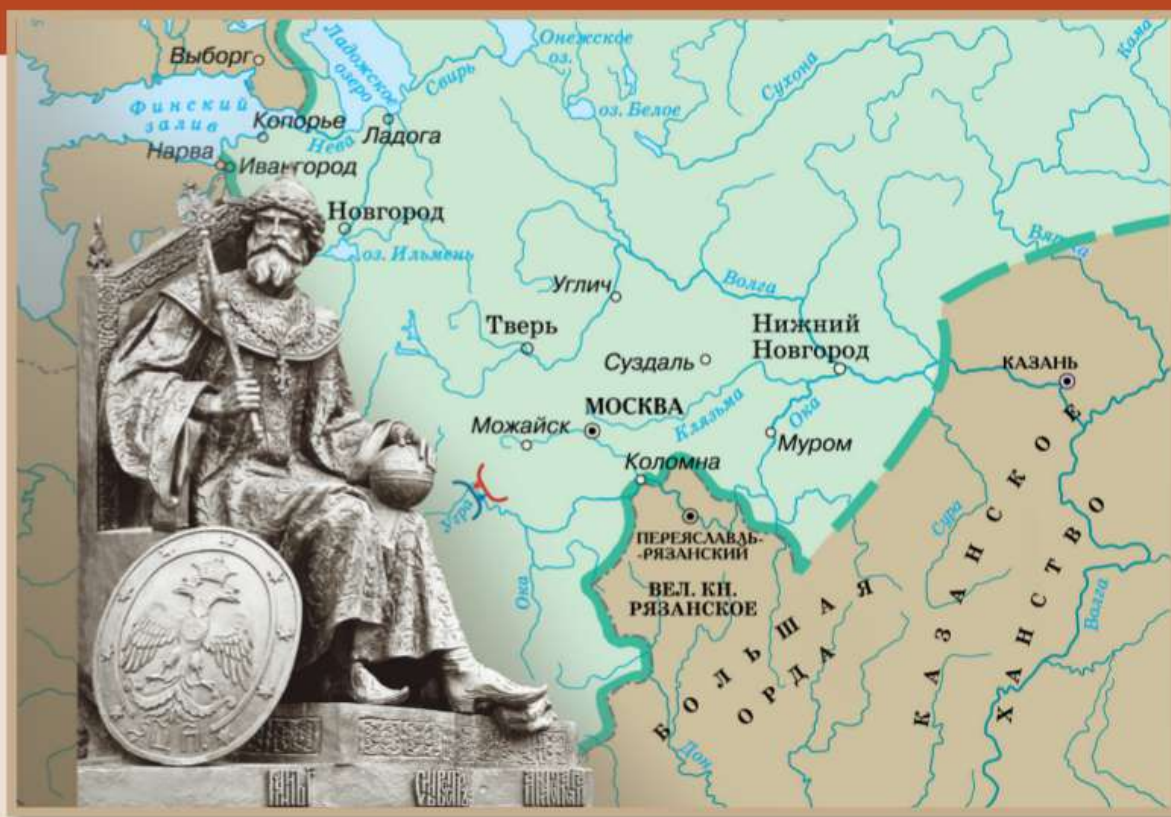 Выборг
Ладожское
озеро
Свирь
Онежское
оз.
оз. Белое
Сухона
Кама
Финский
залив
Копорье
Нева
Ладога
Нарва
Ивангород
Новгород
оз. Ильмень
Вятка
Углич
Волга
Тверь
Нижний
Новгород
Суздаль
КАЗАНЬ
МОСКВА
Клязьма
Ока
Можайск
Муром
Коломна
Угра
Сура
ПЕРЕЯСЛАВЛЬ-
-РЯЗАНСКИЙ
ВЕЛ. КН.
РЯЗАНСКОЕ
Ока
БОЛЬШАЯ
ОРДА
КАЗАНСКОЕ
ХАНСТВО
Волга
Дон